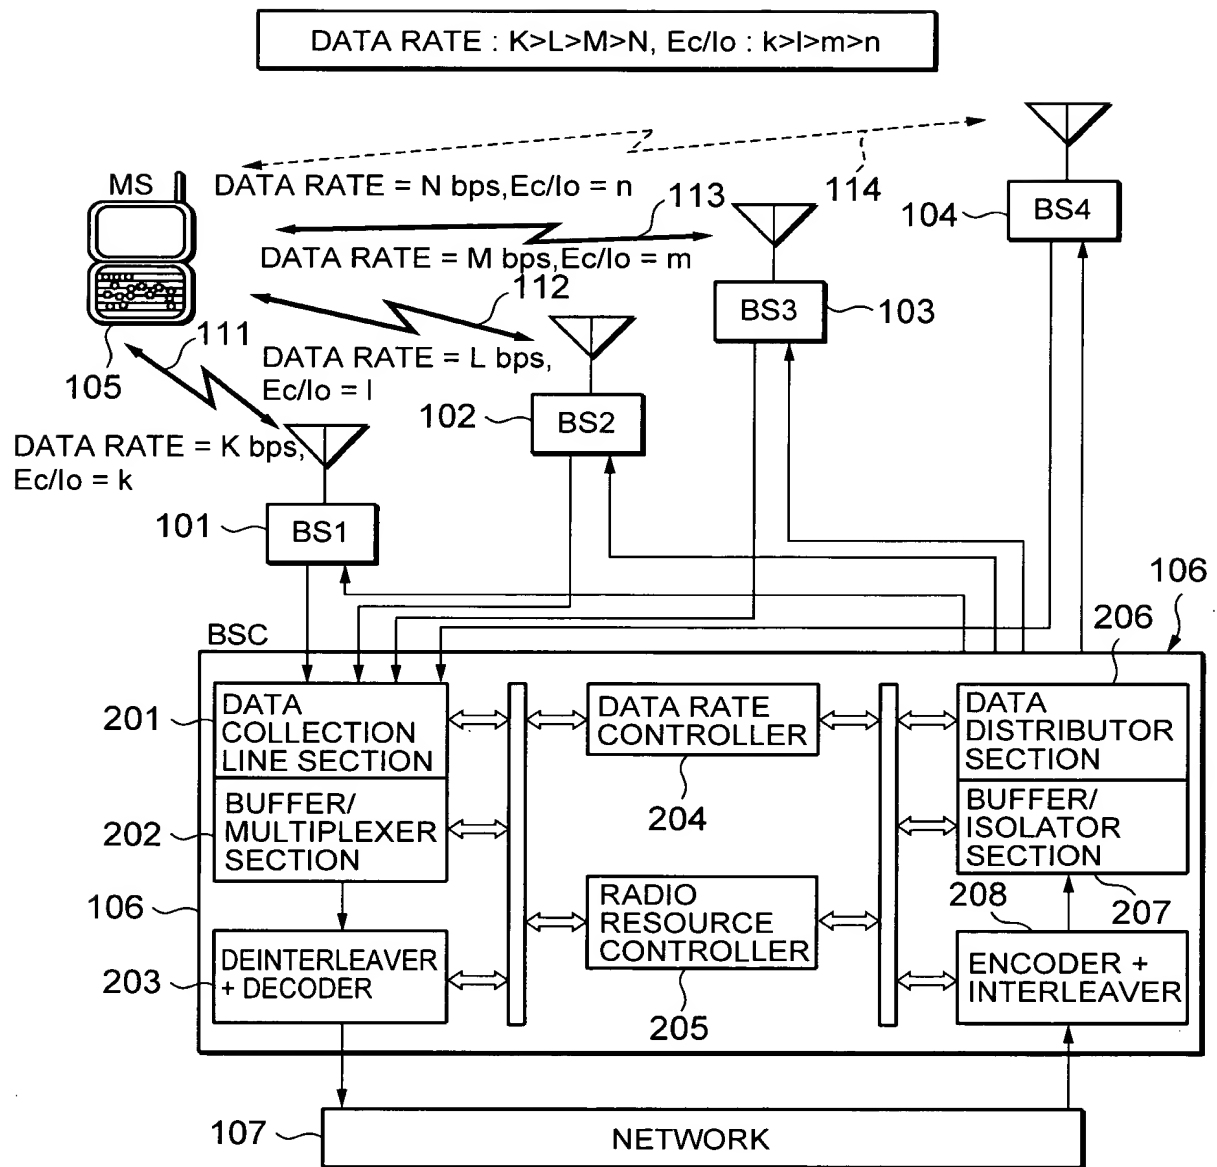 DATA RATE : K>L>M>N, Ec/Io : k>l>m>n
MS
DATA RATE = N bps,Ec/Io = n
114
104
BS4
113
DATA RATE = M bps,Ec/Io = m
BS3
103
112
111
105
DATA RATE = L bps,
Ec/Io = l
102
BS2
DATA RATE = K bps,
Ec/Io = k
101
BS1
BSC
106
206
201
DATA
COLLECTION
LINE SECTION
DATA RATE
CONTROLLER
DATA
DISTRIBUTOR
SECTION
202
BUFFER/
MULTIPLEXER
SECTION
204
BUFFER/
ISOLATOR
SECTION
106
208
207
RADIO
RESOURCE
CONTROLLER
203
DEINTERLEAVER
+ DECODER
205
ENCODER +
INTERLEAVER
107
NETWORK